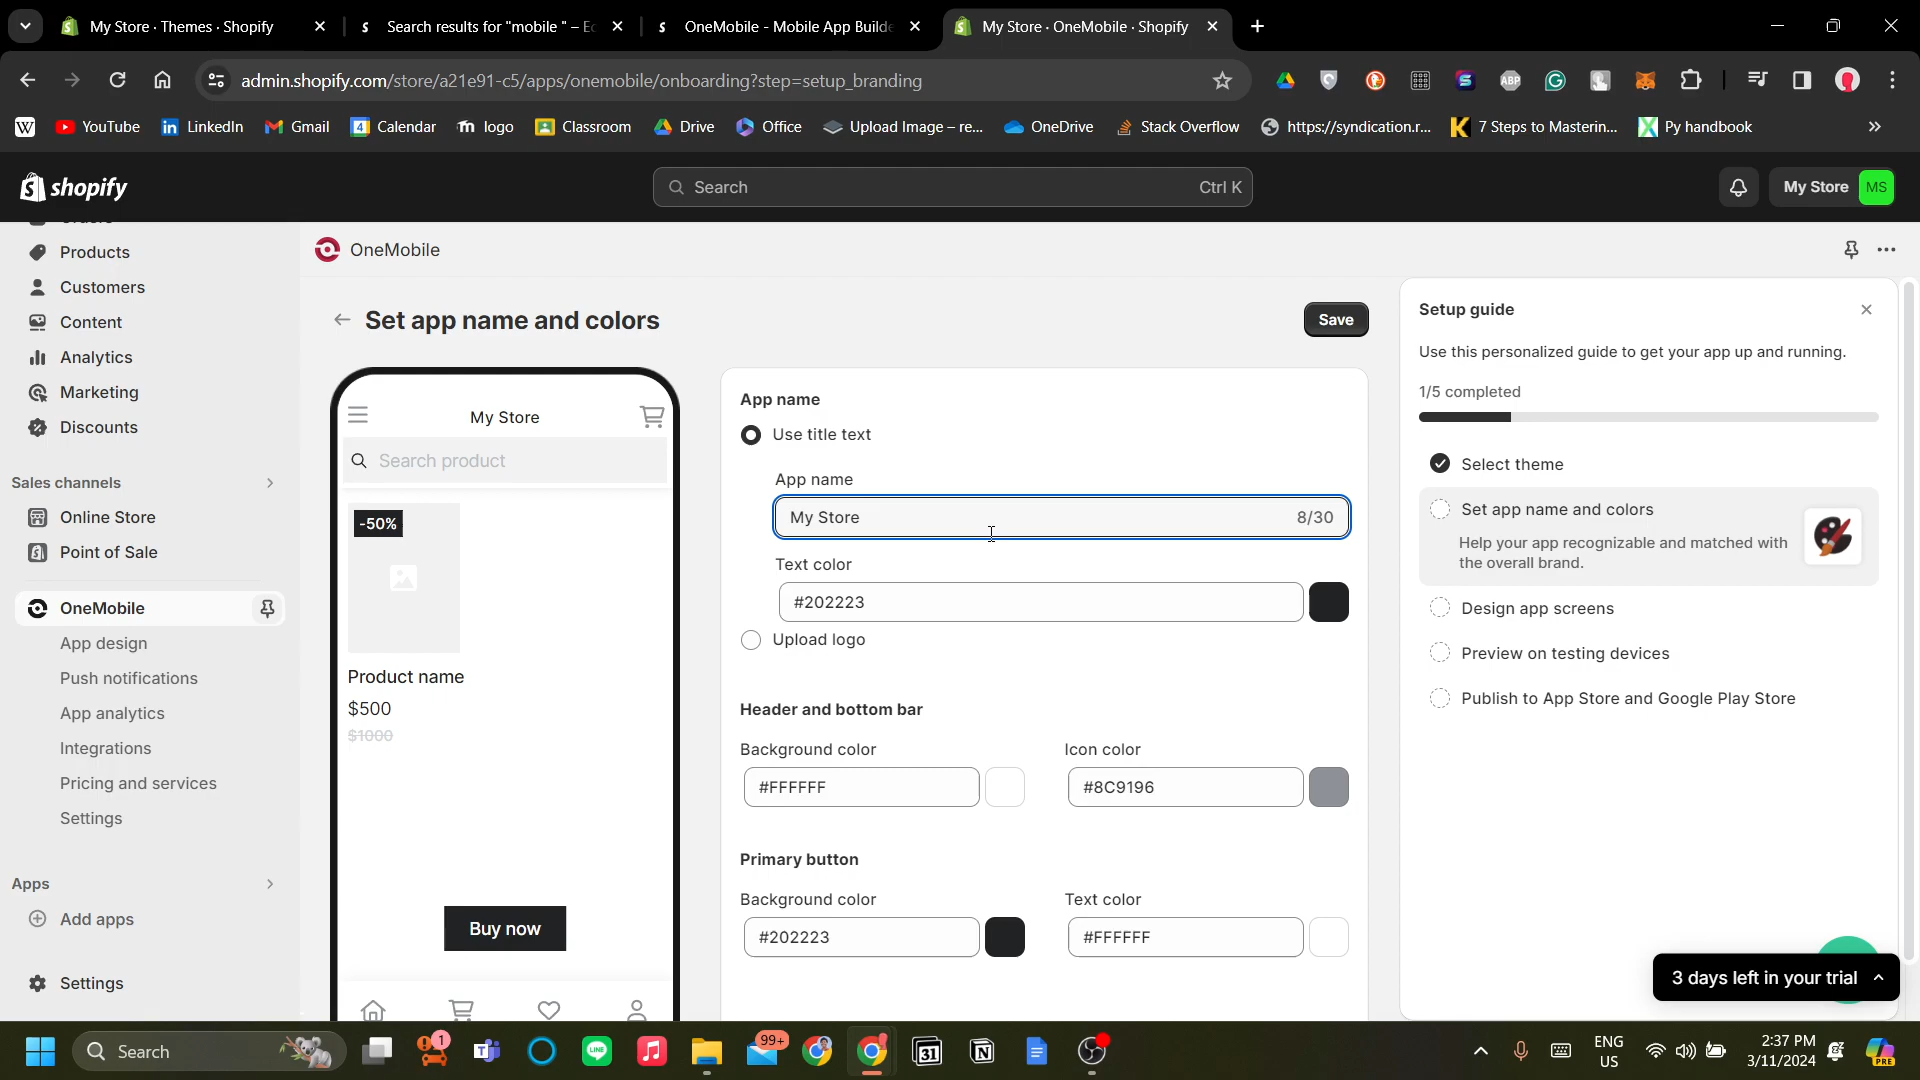 My Store · Themes · Shopify
Search results for "mobile " – Ec
OneMobile - Mobile App Builde
My Store · OneMobile · Shopify
admin.shopify.com/store/a21e91-c5/apps/onemobile/onboarding?step=setup_branding
ABP
W
YouTube
LinkedIn
Gmail
Calendar
logo
Classroom
Drive
Office
Upload Image – re...
OneDrive
Stack Overflow
https://syndication.r...
7 Steps to Masterin...
Py handbook
shopify
Search
Ctrl K
My Store
MS
Products
Customers
Content
Analytics
Marketing
Discounts
Sales channels
Online Store
Point of Sale
OneMobile
App design
Push notifications
App analytics
Integrations
Pricing and services
Settings
Apps
Add apps
Settings
OneMobile
Set app name and colors
Save
My Store
Search product
-50%
Product name
$500
$1000
Buy now
App name
Use title text
App name
My Store
8/30
Text color
#202223
Upload logo
Header and bottom bar
Background color
Icon color
#FFFFFF
#8C9196
Primary button
Background color
Text color
#202223
#FFFFFF
Setup guide
Use this personalized guide to get your app up and running.
1/5 completed
Select theme
Set app name and colors
Help your app recognizable and matched with
the overall brand.
Design app screens
Preview on testing devices
Publish to App Store and Google Play Store
3 days left in your trial
Search
1
99+
31
ENG
US
2:37 PM
3/11/2024
PRE